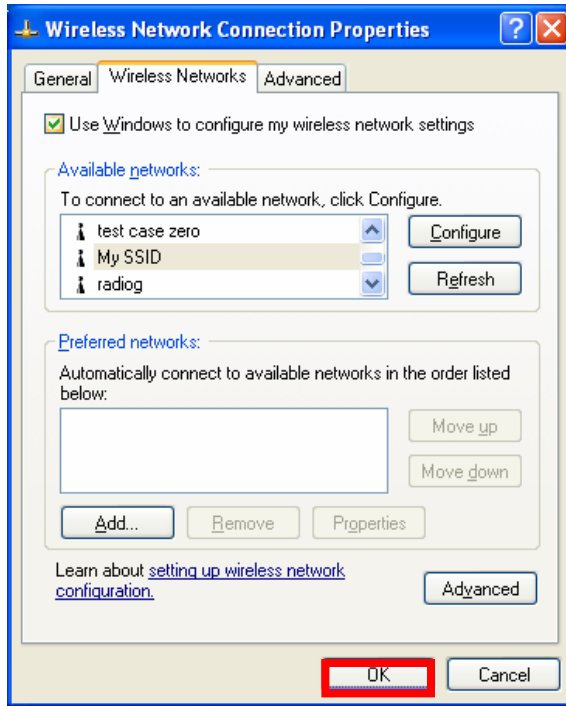 Wireless Network Connection Properties
General Wireless Networks Advanced
Use Windows to configure my wireless network settings
Available networks:
To connect to an available network, click Configure.
test case zero
My SSID
radiog
Configure
Refresh
Preferred networks:
Automatically connect to available networks in the order listed
below:
Move up
Move down
Add... Remove Properties
Learn about setting up wireless network
configuration.
Advanced
OK Cancel